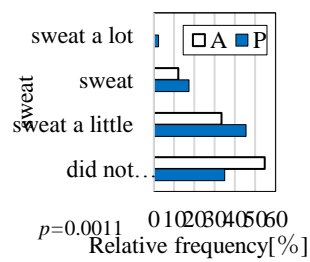 sweat a lot
A P
sweat
sweat
sweat a little
did not…
0 10 20 30 40 50 60
p=0.0011
Relative frequency[%]